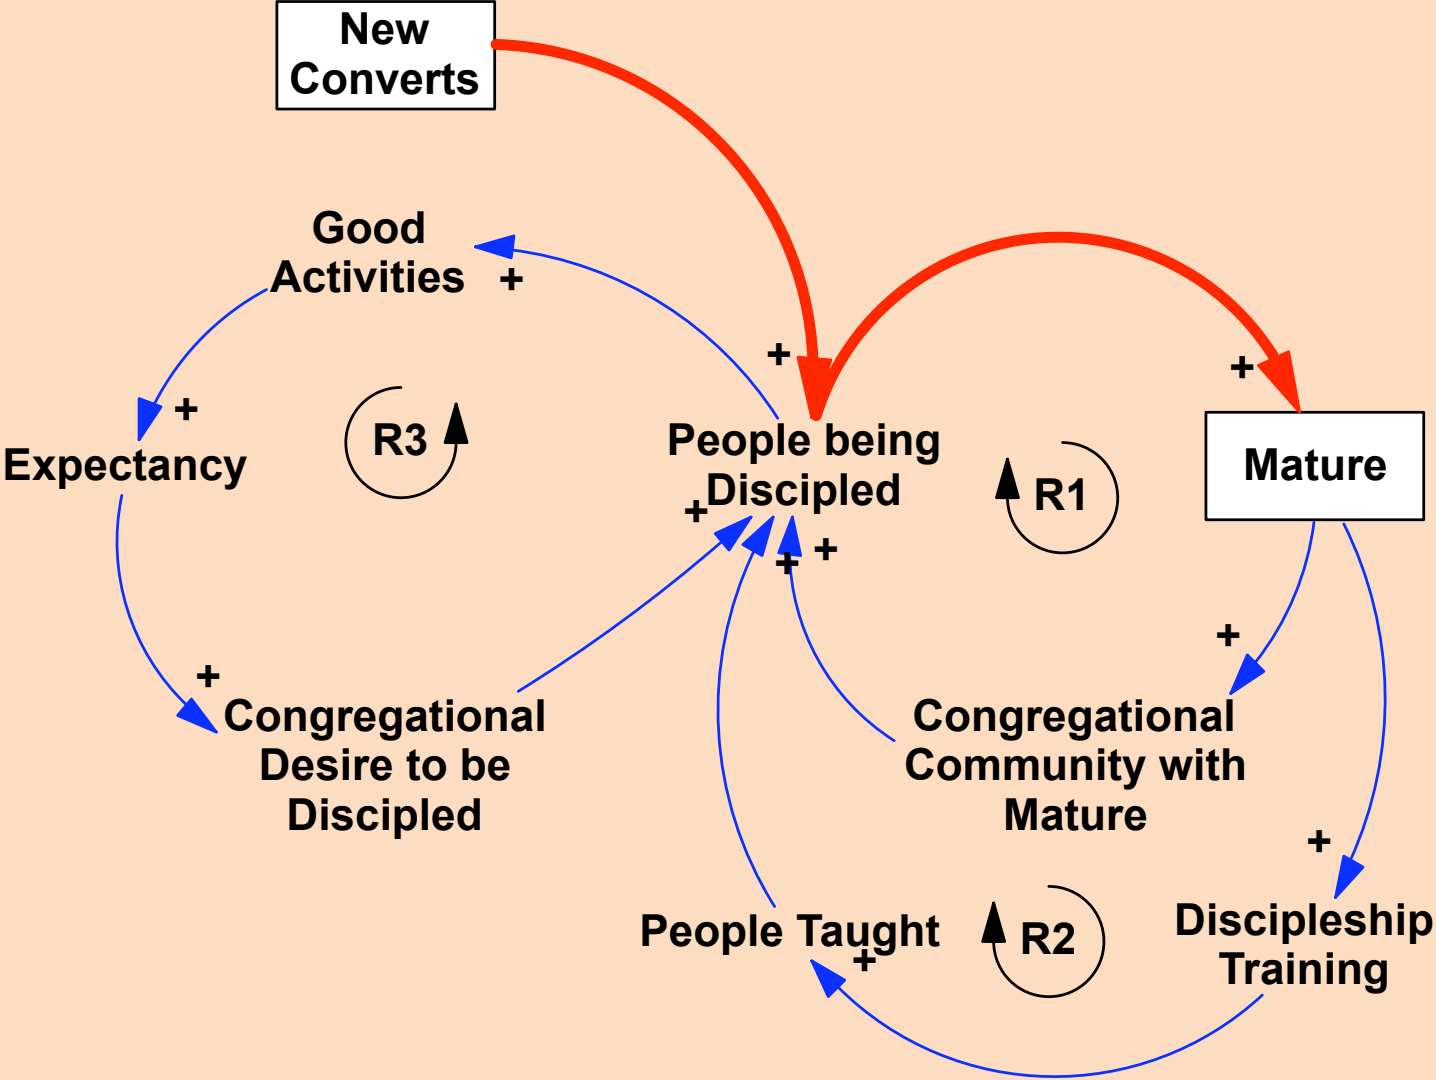 New
Converts
Good
Activities
+
+
+
+
Expectancy
R3
People being
Discipled
+
R1
Mature
+
+
+
+
Congregational
Desire to be
Discipled
Congregational
Community with
Mature
+
People Taught
+
R2
Discipleship
Training